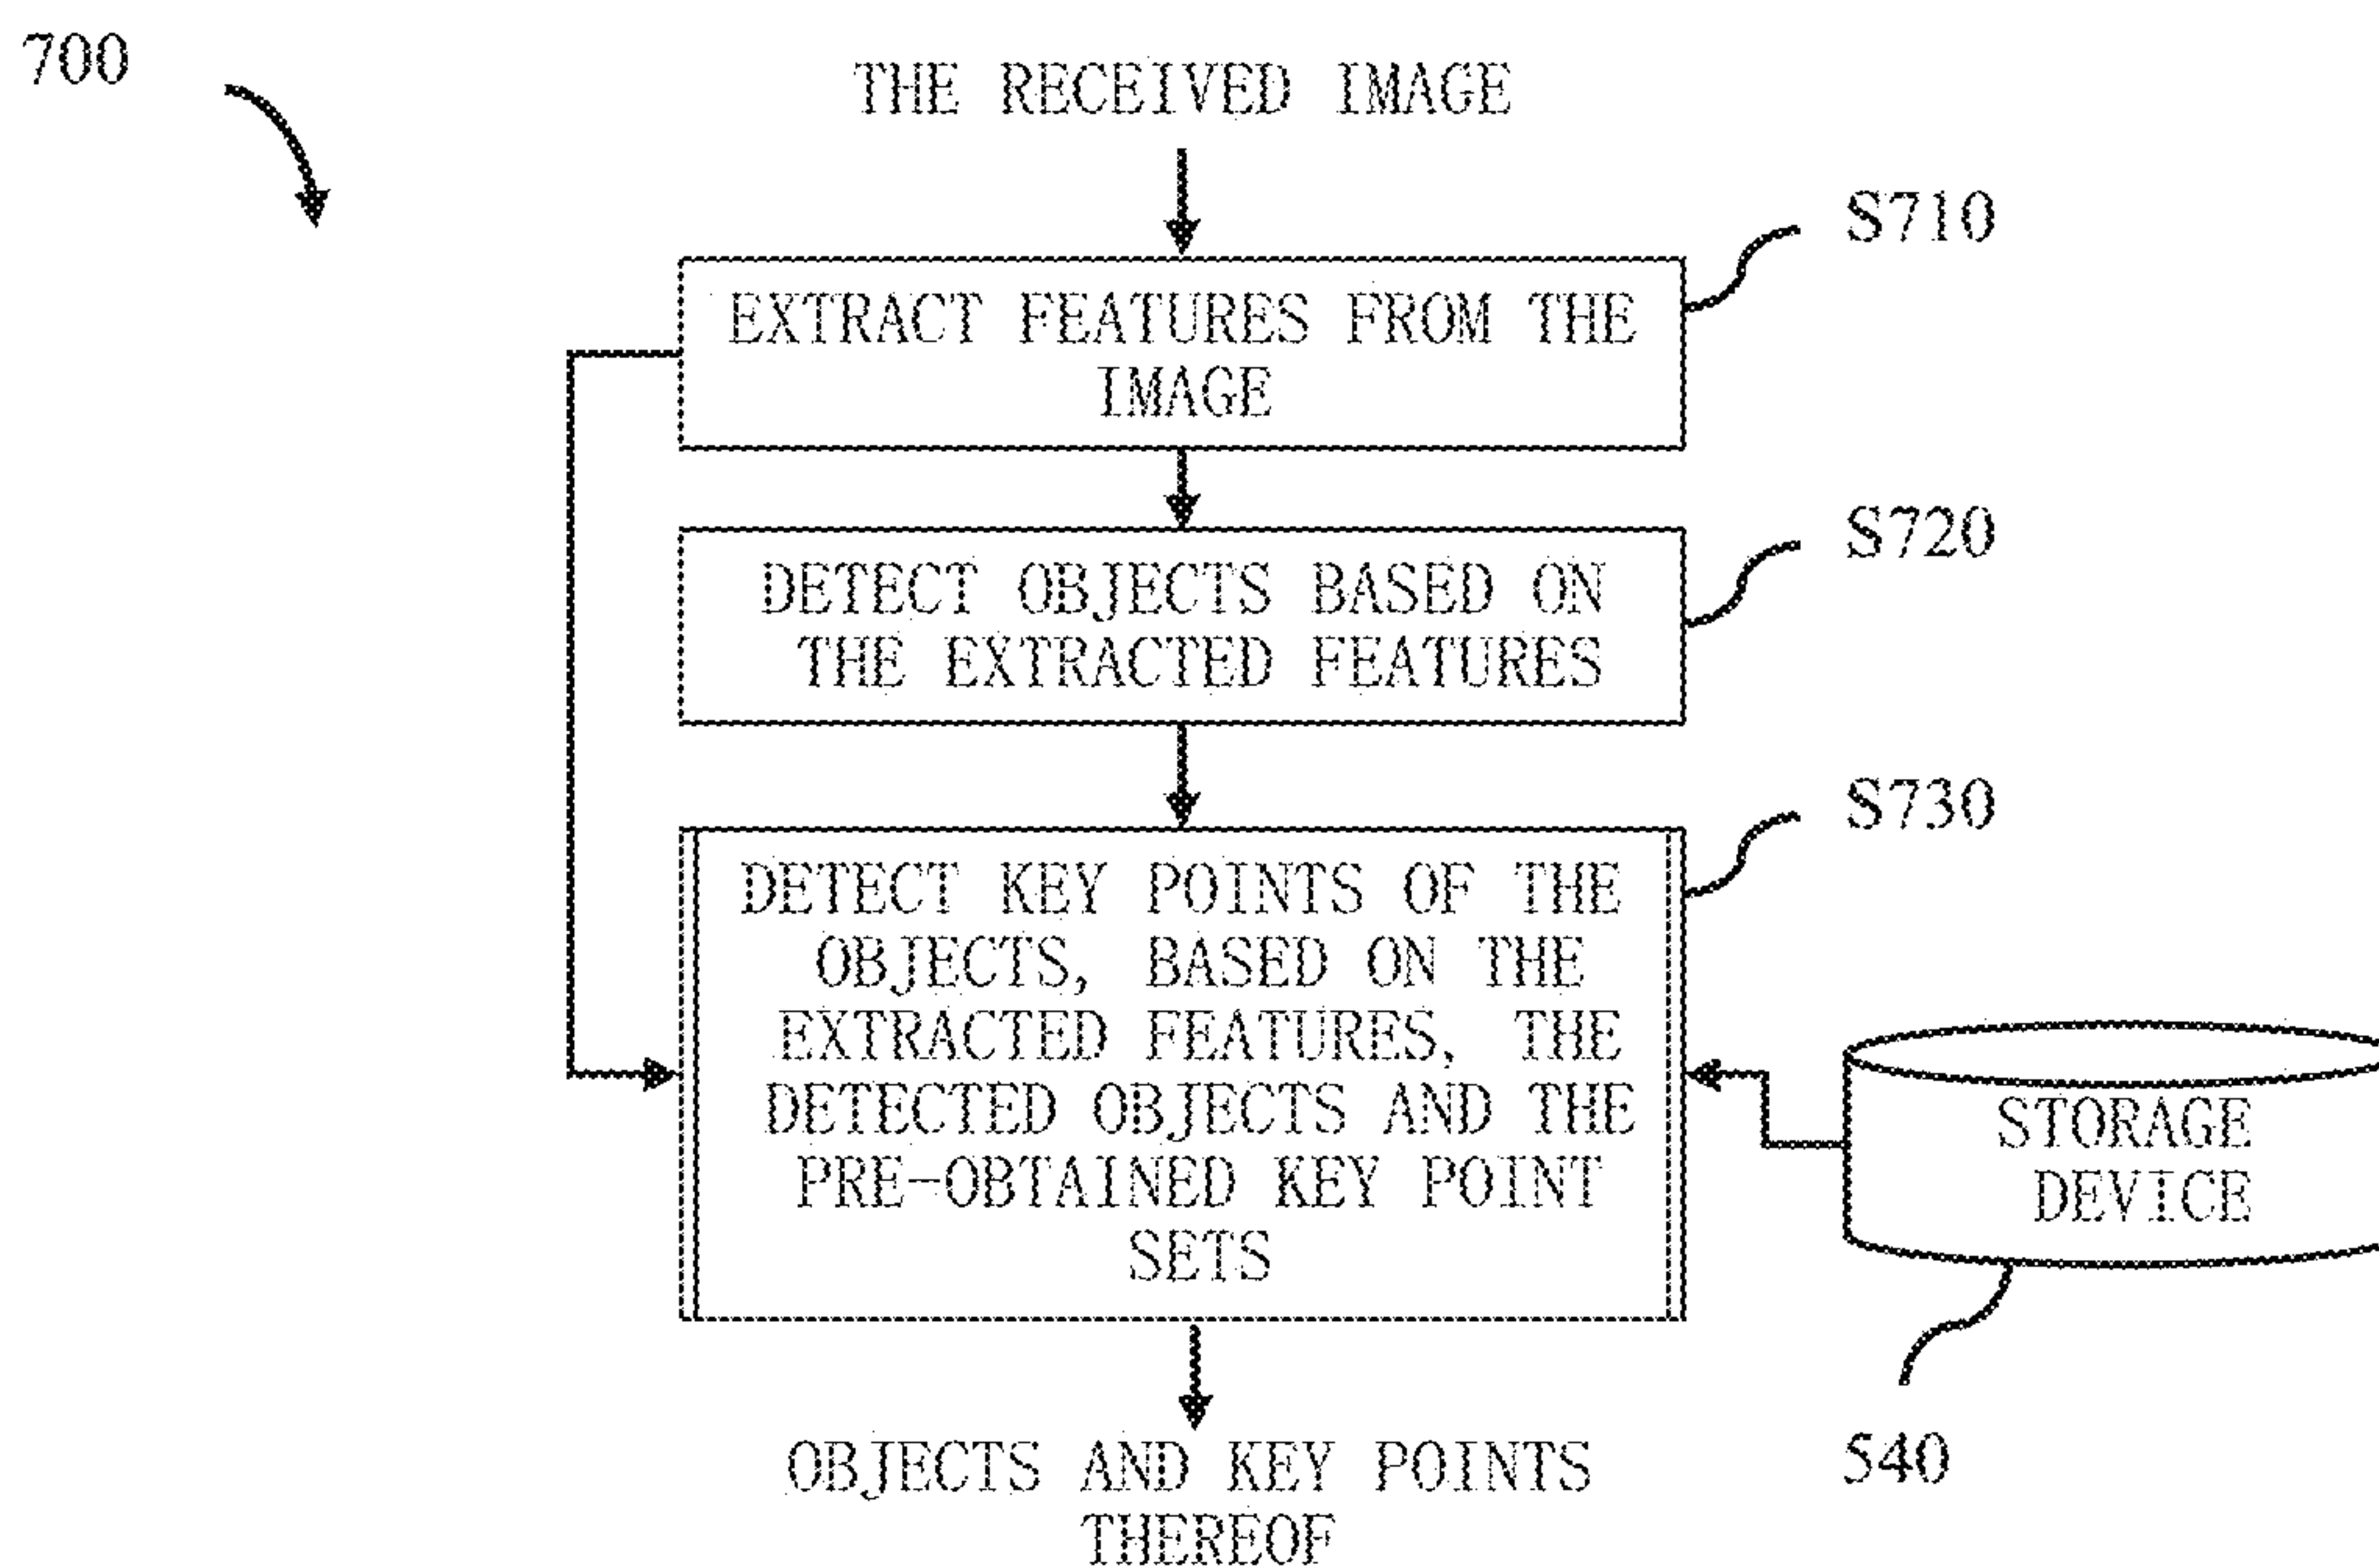 700
THE RECEIVED IMAGE
S710
EXTRACT FEATURES FROM THE
IMAGE
S720
DETECT OBJECTS BASED ON
THE EXTRACTED FEATURES
S730
DETECT KEY POINTS OF THE
OBJECTS, BASED ON THE
EXTRACTED FEATURES, THE
DETECTED OBJECTS AND THE
PRE-OBTAINED KEY POINT
SETS
STORAGE
DEVICE
540
OBJECTS AND KEY POINTS
THEREOF